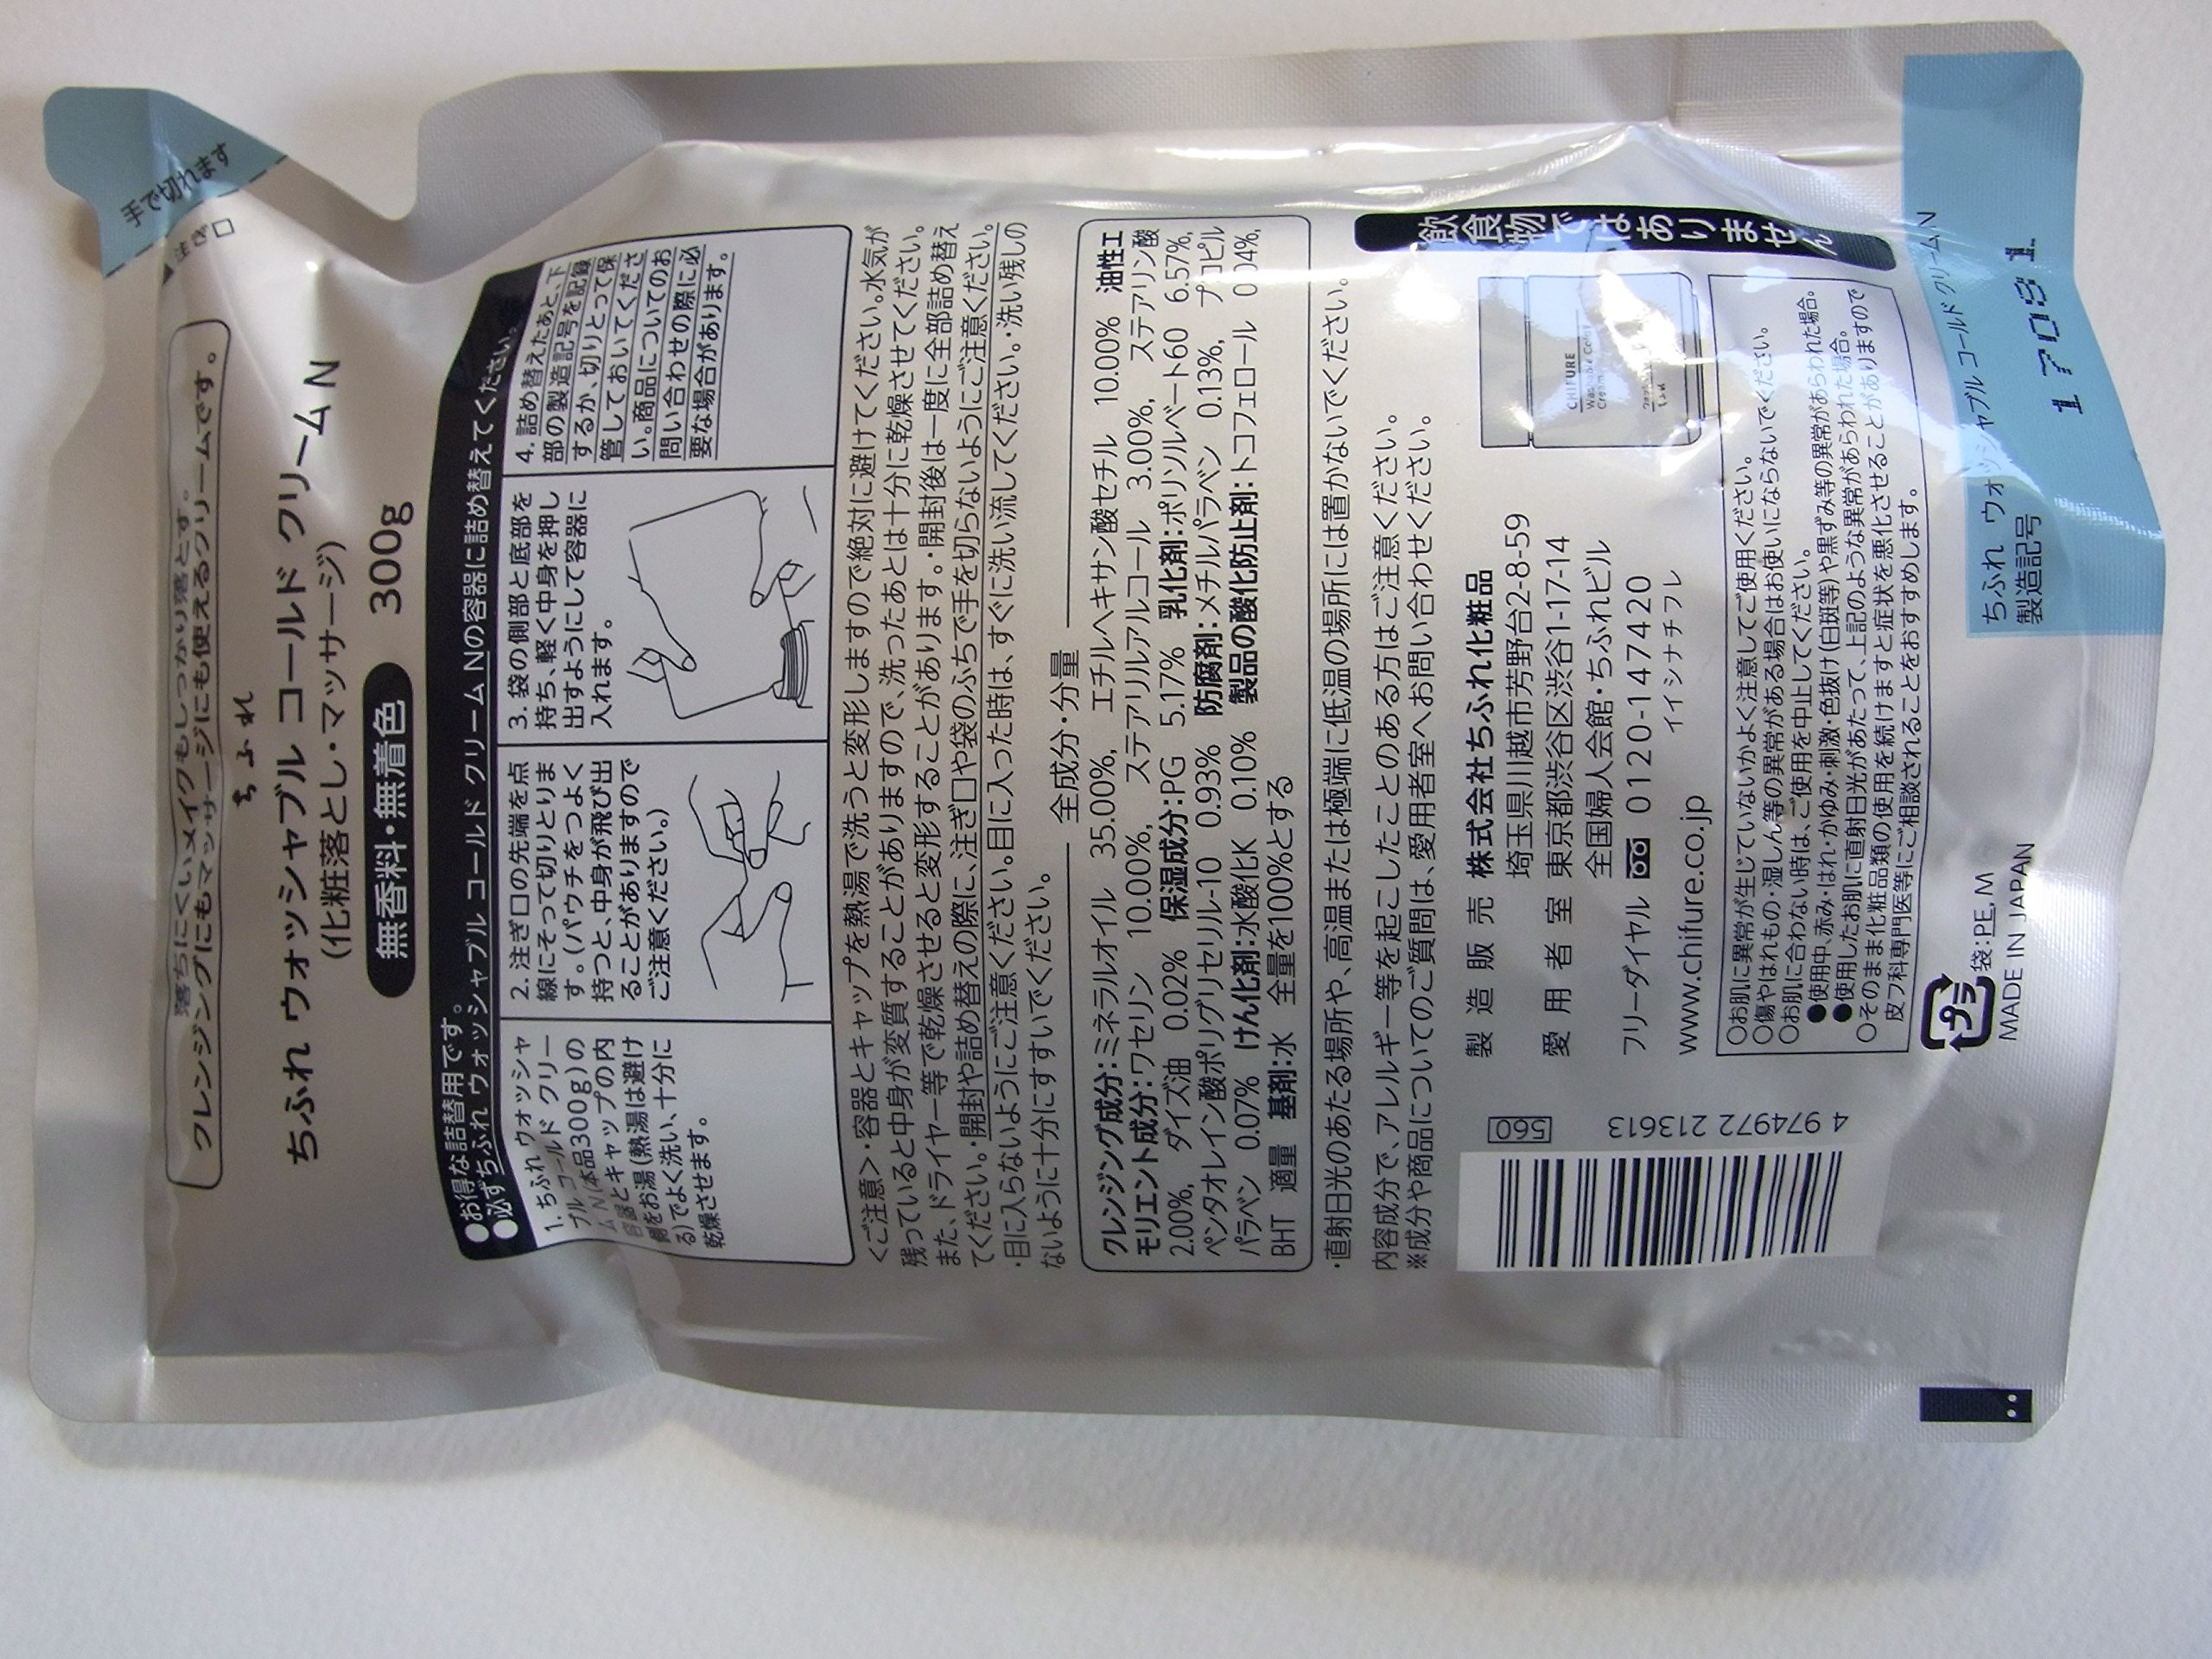 手で切れます
注ぎ口
落ちにくいメイクもしっかり落とす。
クレンジングにもマッサージにも使えるクリームです。
ちふれ
ちふれ ウォッシャブル コールド クリーム N
(化粧落とし・マッサージ)
無香料・無着色 300g
●お得な詰替用です。
●必ずちふれ ウォッシャブル コールド クリーム Nの容器に詰め替えてください。
1. ちふれ ウォッシャ
ブル コールド クリー
ム N(本品300g)の
容器とキャップの内
側をお湯(熱湯は避け
る)でよく洗い、十分に
乾燥させます。
2. 注ぎ口の先端を点
線にそって切りとりま
す。(パウチをつよく
持つと、中身が飛び出
ることがありますので
ご注意ください。)
3. 袋の側部と底部を
持ち、軽く中身を押し
出すようにして容器に
入れます。
4. 詰め替えたあと、下
部の製造記号を記録
するか、切りとって保
管しておいてくださ
い。商品についてのお
問い合わせの際に必
要な場合があります。
<ご注意>・容器とキャップを熱湯で洗うと変形しますので絶対に避けてください。水気が
残っていると中身が変質することがありますので、洗ったあとは十分に乾燥させてください。
また、ドライヤー等で乾燥させると変形することがあります。・開封後は一度に全部詰め替え
てください。・開封や詰め替えの際に、注ぎ口や袋のふちで手を切らないようにご注意ください。
・目に入らないようにご注意ください。目に入った時は、すぐに洗い流してください。・洗い残しの
ないように十分にすすいでください。
全成分・分量
クレンジング成分:ミネラルオイル 35.00%, エチルヘキサン酸セチル 10.00% 油性エ
モリエント成分:ワセリン 10.00%, ステアリルアルコール 3.00%, ステアリン酸
2.00%, ダイズ油 0.02% 保湿成分:PG 5.17% 乳化剤:ポリソルベート60 6.57%,
ペンタオレイン酸ポリグリセリル-10 0.93% 防腐剤:メチルパラベン 0.13%, プロピル
パラベン 0.07% けん化剤:水酸化K 0.10% 製品の酸化防止剤:トコフェロール 0.04%,
BHT 適量 基剤:水 全量を100%とする
・直射日光のあたる場所や、高温または極端に低温の場所には置かないでください。
内容成分で、アレルギー等を起こしたことのある方はご注意ください。
※成分や商品についてのご質問は、愛用者室へお問い合わせください。
飲食物ではありません
製造販売 株式会社ちふれ化粧品
埼玉県川越市芳野台2-8-59
愛用者室 東京都渋谷区渋谷1-17-14
全国婦人会館・ちふれビル
フリーダイヤル 0120-147420
イイシナチフレ
www.chifure.co.jp
CHIFURE
560
4 974972 213613
○お肌に異常が生じていないかよく注意してご使用ください。
○傷やはれもの・湿しん等の異常がある場合はお使いにならないでください。
○お肌に合わない時は、ご使用を中止してください。
●使用中、赤み・はれ・かゆみ・刺激・色抜け(白斑等)や黒ずみ等の異常があらわれた場合。
●使用したお肌に直射日光があたって、上記のような異常があらわれた場合。
○そのまま化粧品類の使用を続けますと症状を悪化させることがありますので
皮フ科専門医等にご相談されることをおすすめします。
プラ
袋:PE,M
MADE IN JAPAN
ちふれ ウォッシャブル コールド クリームN
製造記号
1 7081